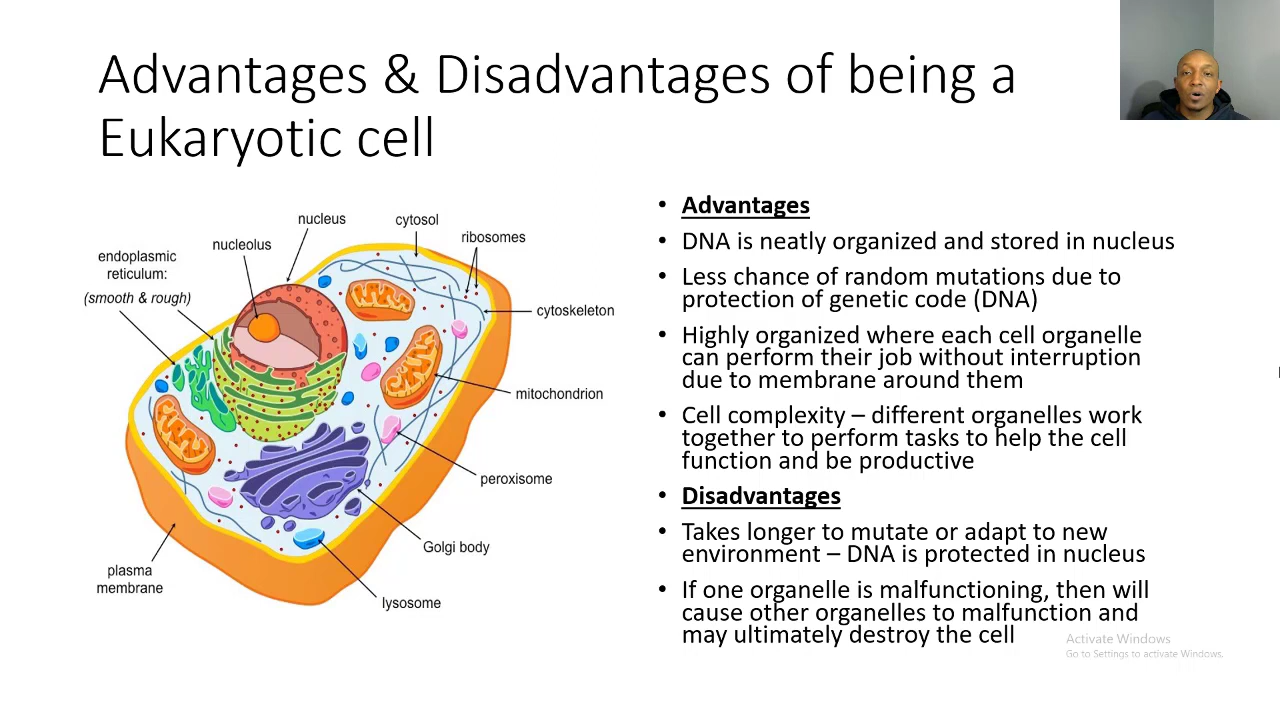 Advantages & Disadvantages of being a
Eukaryotic cell
nucleus
cytosol
nucleolus
ribosomes
endoplasmic
reticulum:
(smooth & rough)
cytoskeleton
mitochondrion
peroxisome
Golgi body
plasma
membrane
lysosome
• Advantages
• DNA is neatly organized and stored in nucleus
• Less chance of random mutations due to
protection of genetic code (DNA)
• Highly organized where each cell organelle
can perform their job without interruption
due to membrane around them
• Cell complexity – different organelles work
together to perform tasks to help the cell
function and be productive
• Disadvantages
• Takes longer to mutate or adapt to new
environment – DNA is protected in nucleus
• If one organelle is malfunctioning, then will
cause other organelles to malfunction and
may ultimately destroy the cell
Activate Windows
Go to Settings to activate Windows.